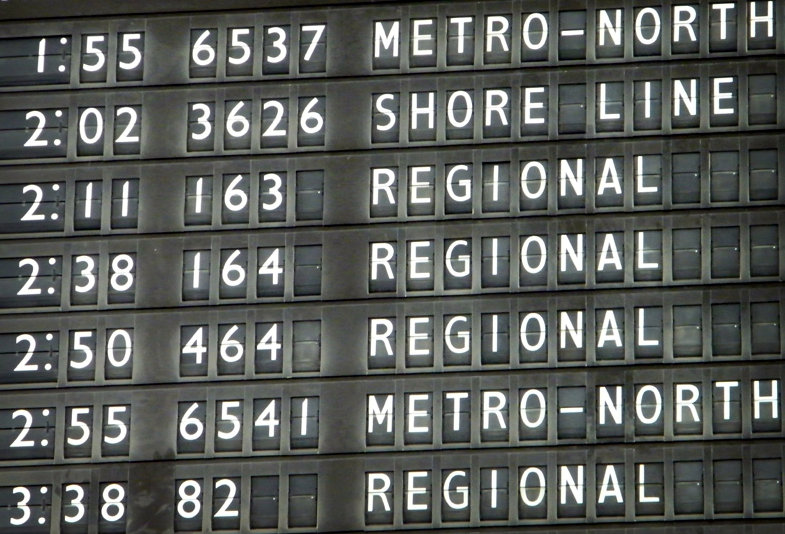 1:55 6537 METRO-NORTH
2:02 3626 SHORE LINE
2:11 163 REGIONAL
2:38 164 REGIONAL
2:50 464 REGIONAL
2:55 6541 METRO-NORTH
3:38 82 REGIONAL